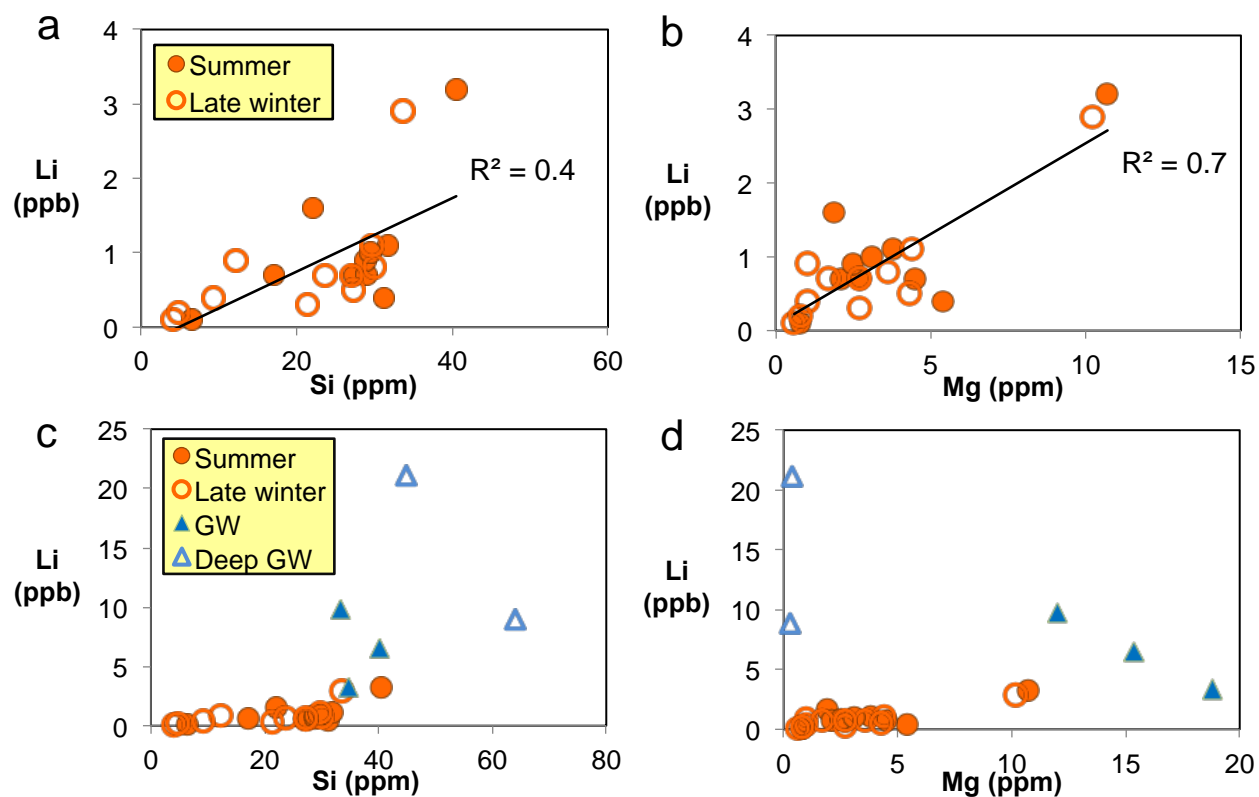 a
4
3
2
1
0
Li
(ppb)
Summer
Late winter
R² = 0.4
0
20
40
60
Si (ppm)
b
4
3
2
1
0
Li
(ppb)
R² = 0.7
0
5
10
15
Mg (ppm)
c
25
20
15
10
5
0
Li
(ppb)
Summer
Late winter
GW
Deep GW
0
20
40
60
80
Si (ppm)
d
25
20
15
10
5
0
Li
(ppb)
0
5
10
15
20
Mg (ppm)